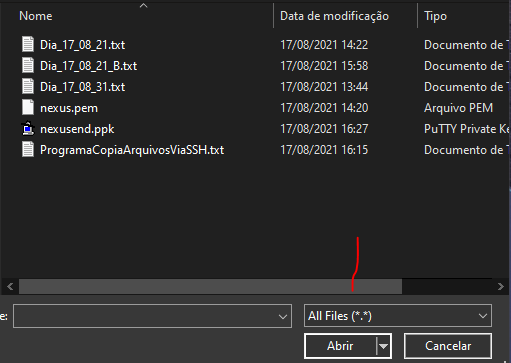 Nome Data de modificação Tipo
Dia_17_08_21.txt 17/08/2021 14:22 Documento de T
Dia_17_08_21_B.txt 17/08/2021 15:58 Documento de T
Dia_17_08_31.txt 17/08/2021 13:44 Documento de T
nexus.pem 17/08/2021 14:20 Arquivo PEM
nexusend.ppk 17/08/2021 16:27 PuTTY Private Ke
ProgramaCopiaArquivosViaSSH.txt 17/08/2021 16:15 Documento de T
e: All Files (*.*)
Abrir Cancelar